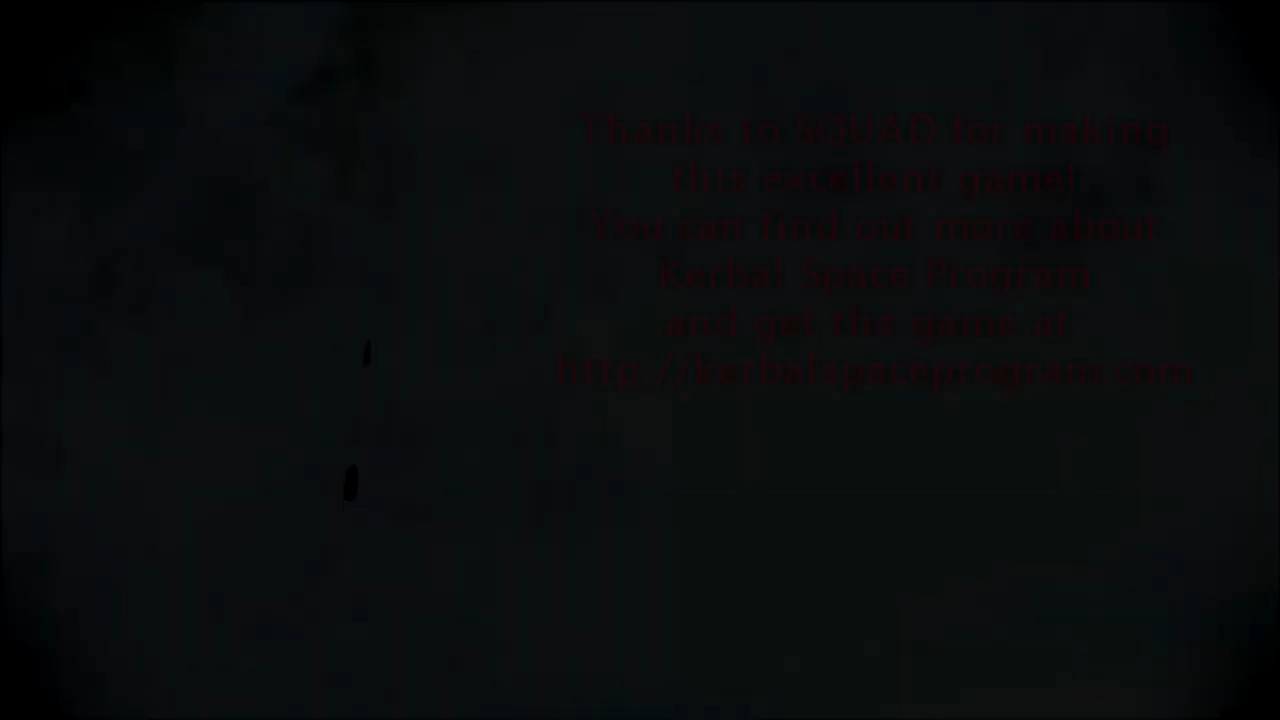 Thanks to SQUAD for making
this excellent game!
You can find out more about
Kerbal Space Program
and get the game at
http://kerbalspaceprogram.com